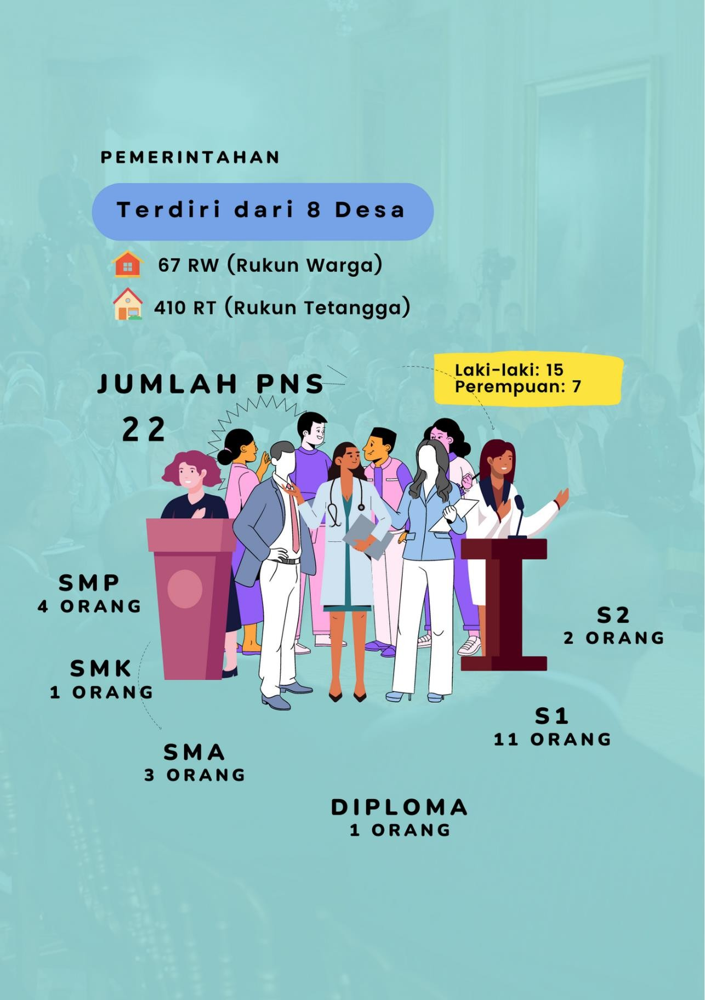 PEMERINTAHAN
Terdiri dari 8 Desa
67 RW (Rukun Warga)
410 RT (Rukun Tetangga)
JUMLAH PNS
22
Laki-laki: 15
Perempuan: 7
SMP
4 ORANG
SMK
1 ORANG
SMA
3 ORANG
DIPLOMA
1 ORANG
S1
11 ORANG
S2
2 ORANG